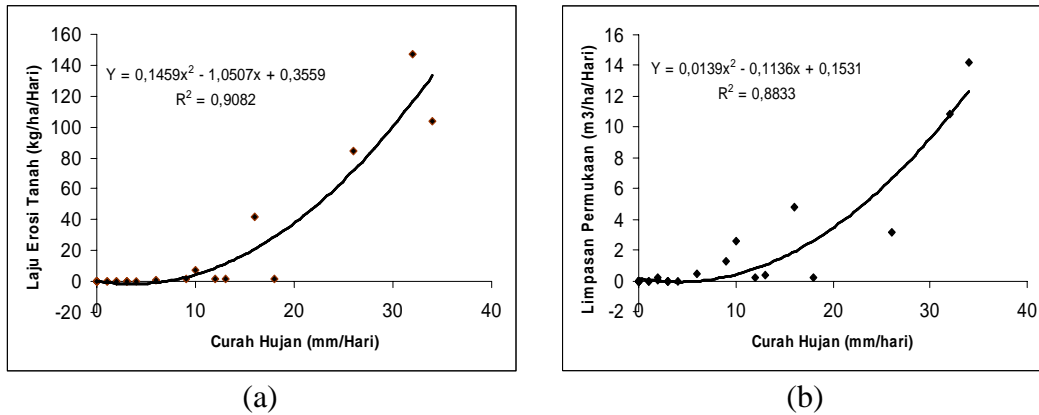 160
140
120
100
80
60
40
20
0
-20
Laju Erosi Tanah (kg/ha/Hari)
Y = 0,1459x² - 1,0507x + 0,3559
R² = 0,9082
0 10 20 30 40
Curah Hujan (mm/Hari)
(a)
16
14
12
10
8
6
4
2
0
-2
Limpasan Permukaan (m3/ha/Hari)
Y = 0,0139x² - 0,1136x + 0,1531
R² = 0,8833
0 10 20 30 40
Curah Hujan (mm/hari)
(b)